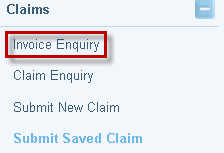 Claims
Invoice Enquiry
Claim Enquiry
Submit New Claim
Submit Saved Claim